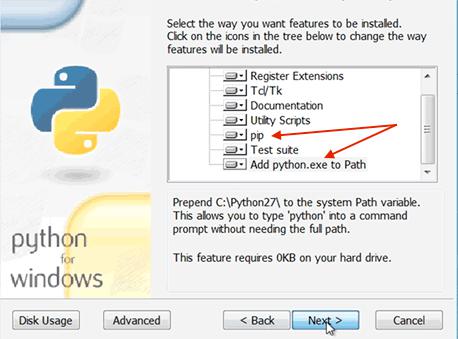 Select the way you want features to be installed.
Click on the icons in the tree below to change the way
features will be installed.
Register Extensions
Tcl/Tk
Documentation
Utility Scripts
pip
Test suite
Add python.exe to Path
Prepend C:\Python27\ to the system Path variable.
This allows you to type 'python' into a command
prompt without needing the full path.
This feature requires 0KB on your hard drive.
python
for
windows
Disk Usage
Advanced
< Back
Next >
Cancel